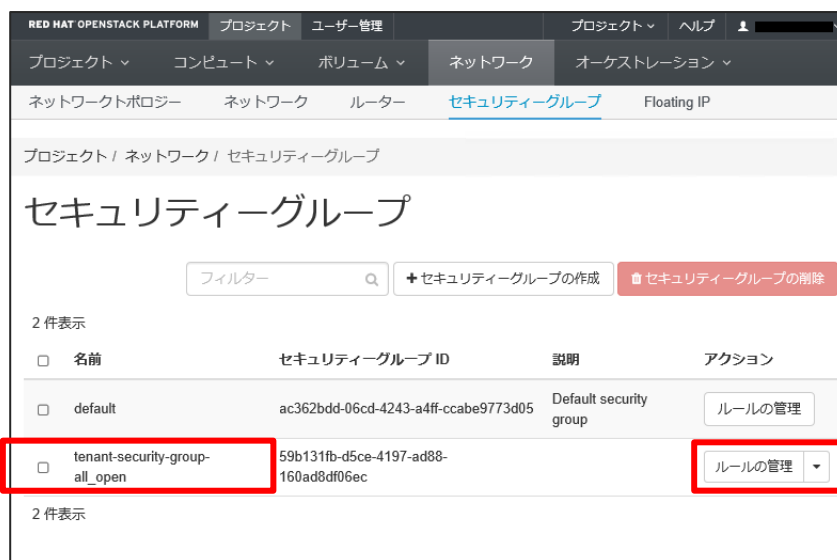 RED HAT OPENSTACK PLATFORM プロジェクト ユーザー管理 プロジェクト ヘルプ
プロジェクト コンピュート ボリューム ネットワーク オーケストレーション
ネットワークトポロジー ネットワーク ルーター セキュリティーグループ Floating IP
プロジェクト / ネットワーク / セキュリティーグループ
セキュリティーグループ
フィルター +セキュリティーグループの作成 セキュリティーグループの削除
2 件表示
名前 セキュリティーグループ ID 説明 アクション
default ac362bdd-06cd-4243-a4ff-ccabe9773d05 Default security group ルールの管理
tenant-security-group-all_open 59b131fb-d5ce-4197-ad88-160ad8df06ec ルールの管理
2 件表示